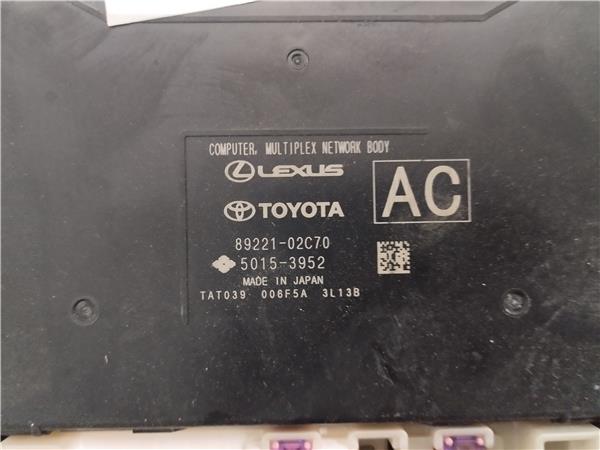 COMPUTER, MULTIPLEX NETWORK BODY
LEXUS
TOYOTA
AC
89221-02C70
5015-3952
MADE IN JAPAN
TAT039 006F5A 3L13B